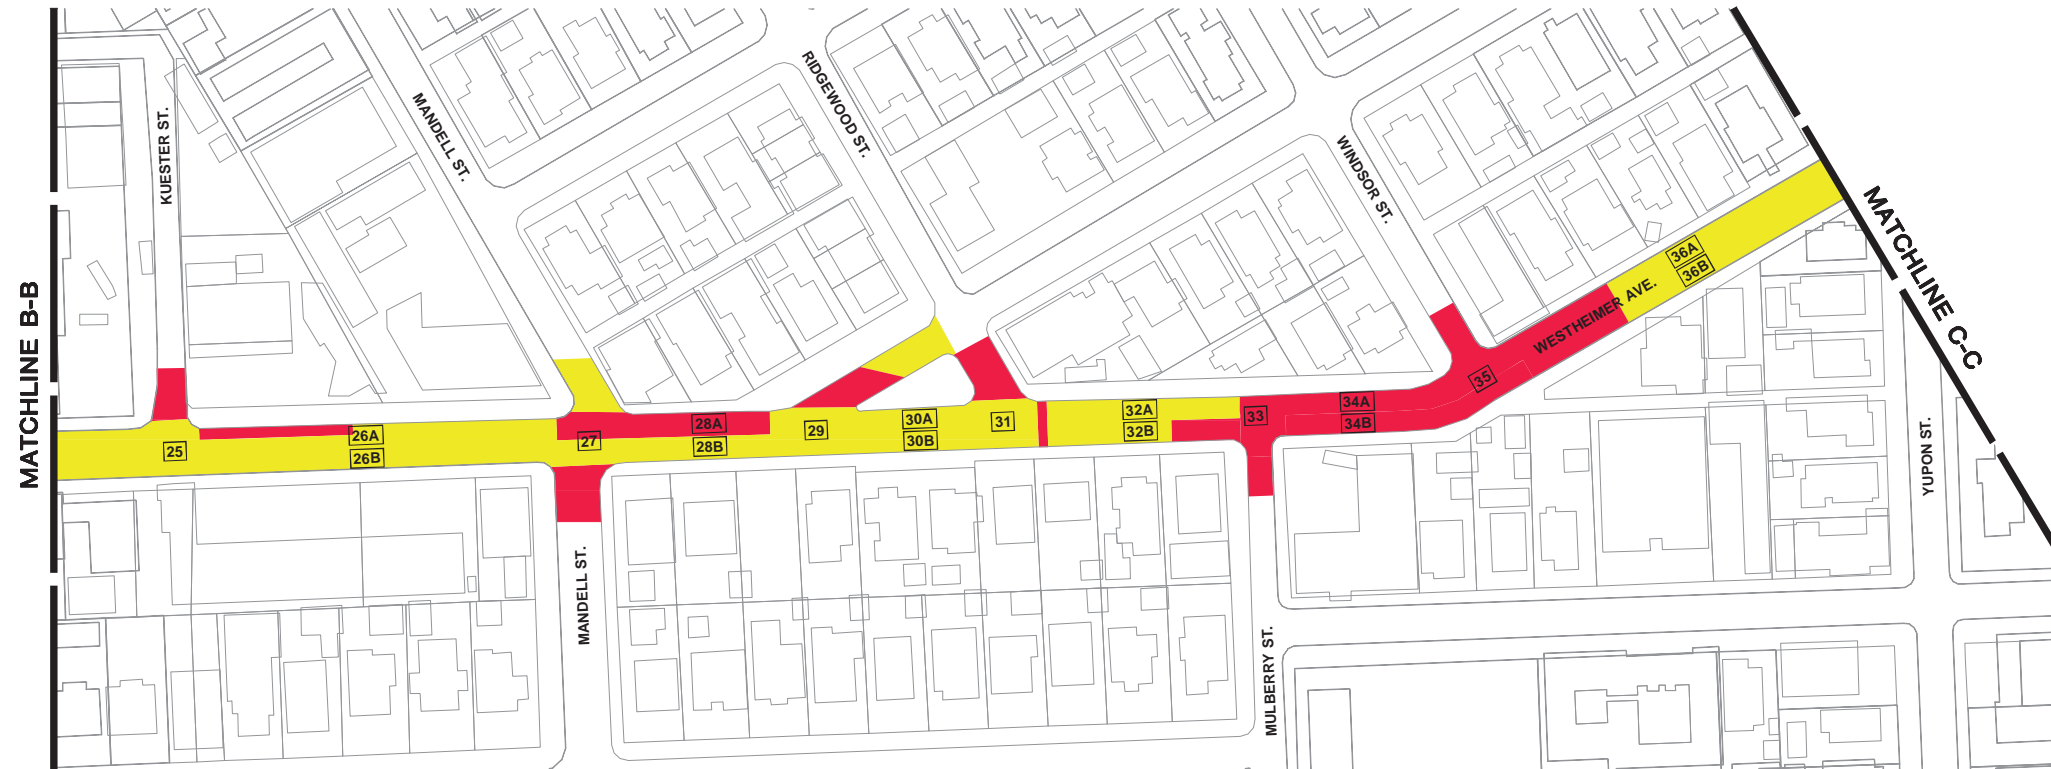 MATCHLINE B-B
KUESTER ST.
MANDELL ST.
RIDGEWOOD ST.
WINDSOR ST.
MATCHLINE C-C
WESTHEIMER AVE.
36A
36B
35
34A
34B
33
32A
32B
31
30A
30B
29
28A
28B
27
26A
26B
25
MANDELL ST.
MULBERRY ST.
YUPON ST.